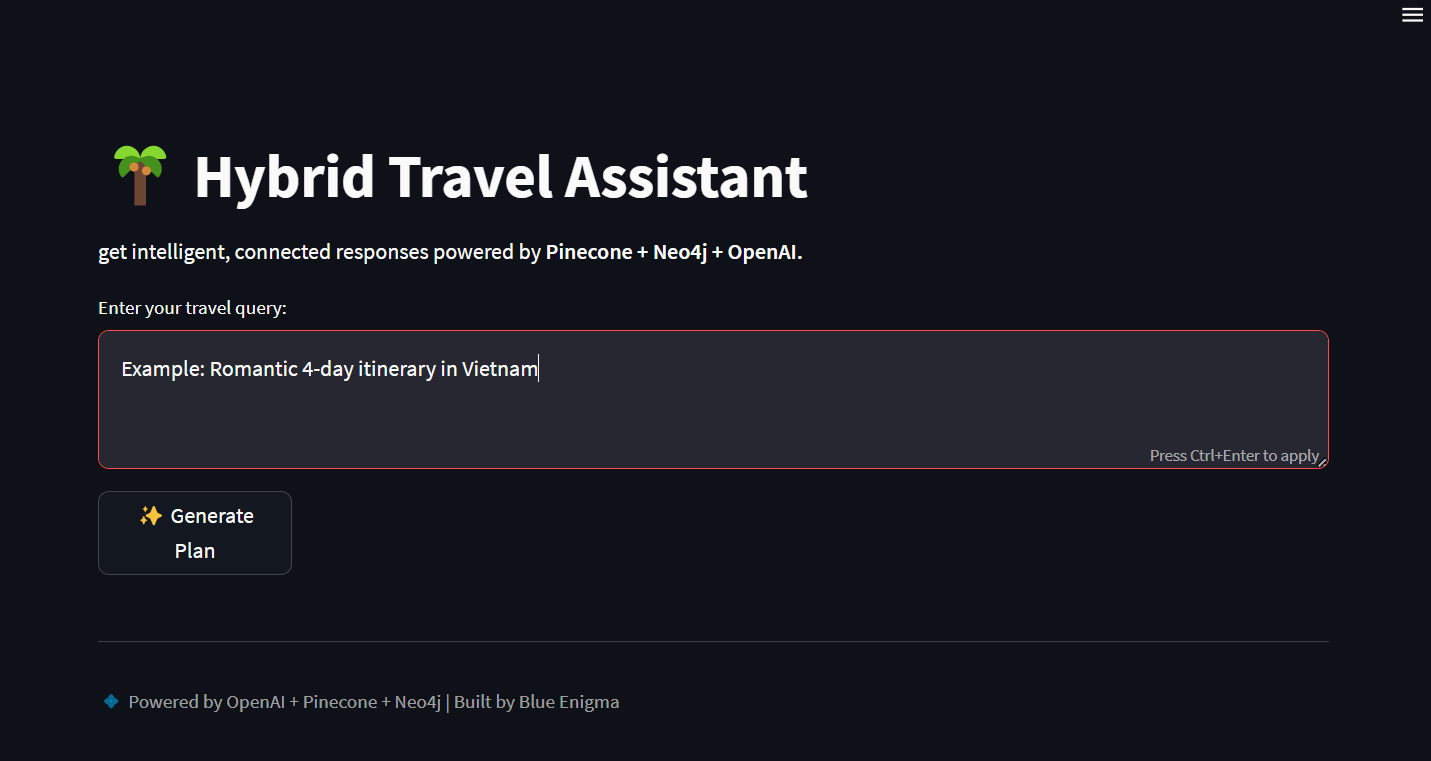 Hybrid Travel Assistant
get intelligent, connected responses powered by Pinecone + Neo4j + OpenAI.
Enter your travel query:
Example: Romantic 4-day itinerary in Vietnam
Press Ctrl+Enter to apply
✨ Generate
Plan
🔹 Powered by OpenAI + Pinecone + Neo4j | Built by Blue Enigma